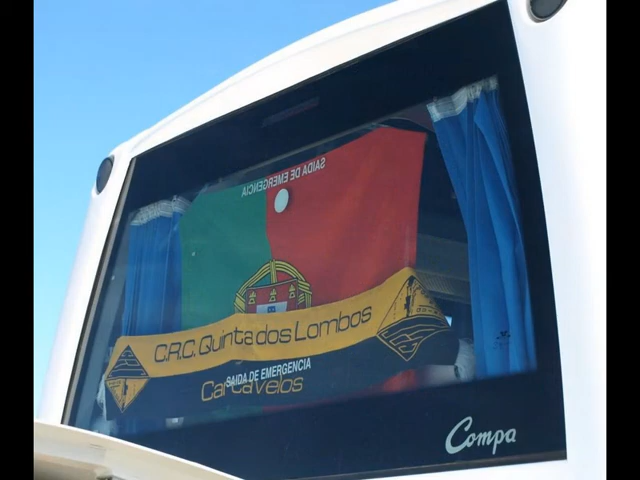 SAIDA DE EMERGENCIA
C.R.C. Quinta dos Lombos
SAIDA DE EMERGENCIA
Carcavelos
Compa